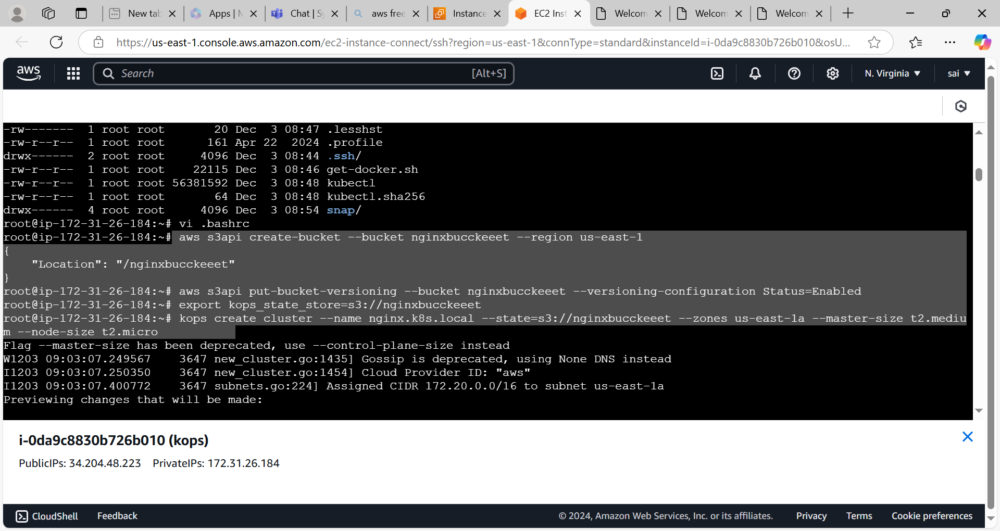 New tab
Apps | M
Chat | Sy
aws free
Instance
EC2 Inst
Welcom
Welcom
Welcom
https://us-east-1.console.aws.amazon.com/ec2-instance-connect/ssh?region=us-east-1&connType=standard&instanceId=i-0da9c8830b726b010&osU...
aws
Search
[Alt+S]
N. Virginia
sai
-rw------- 1 root root 20 Dec 3 08:47 .lesshst
-rw-r--r-- 1 root root 161 Apr 22 2024 .profile
drwx------ 2 root root 4096 Dec 3 08:44 .ssh/
-rw-r--r-- 1 root root 22115 Dec 3 08:46 get-docker.sh
-rw-r--r-- 1 root root 56381592 Dec 3 08:48 kubectl
-rw-r--r-- 1 root root 64 Dec 3 08:48 kubectl.sha256
drwx------ 4 root root 4096 Dec 3 08:54 snap/
root@ip-172-31-26-184:~# vi .bashrc
root@ip-172-31-26-184:~# aws s3api create-bucket --bucket nginxbucckeeet --region us-east-1
{
"Location": "/nginxbucckeeet"
}
root@ip-172-31-26-184:~# aws s3api put-bucket-versioning --bucket nginxbucckeeet --versioning-configuration Status=Enabled
root@ip-172-31-26-184:~# export kops_state_store=s3://nginxbucckeeet
root@ip-172-31-26-184:~# kops create cluster --name nginx.k8s.local --state=s3://nginxbucckeeet --zones us-east-1a --master-size t2.mediu
m --node-size t2.micro
Flag --master-size has been deprecated, use --control-plane-size instead
W1203 09:03:07.249567 3647 new_cluster.go:1435] Gossip is deprecated, using None DNS instead
I1203 09:03:07.250350 3647 new_cluster.go:1454] Cloud Provider ID: "aws"
I1203 09:03:07.400772 3647 subnets.go:224] Assigned CIDR 172.20.0.0/16 to subnet us-east-1a
Previewing changes that will be made:
i-0da9c8830b726b010 (kops)
PublicIPs: 34.204.48.223 PrivateIPs: 172.31.26.184
CloudShell
Feedback
© 2024, Amazon Web Services, Inc. or its affiliates.
Privacy
Terms
Cookie preferences